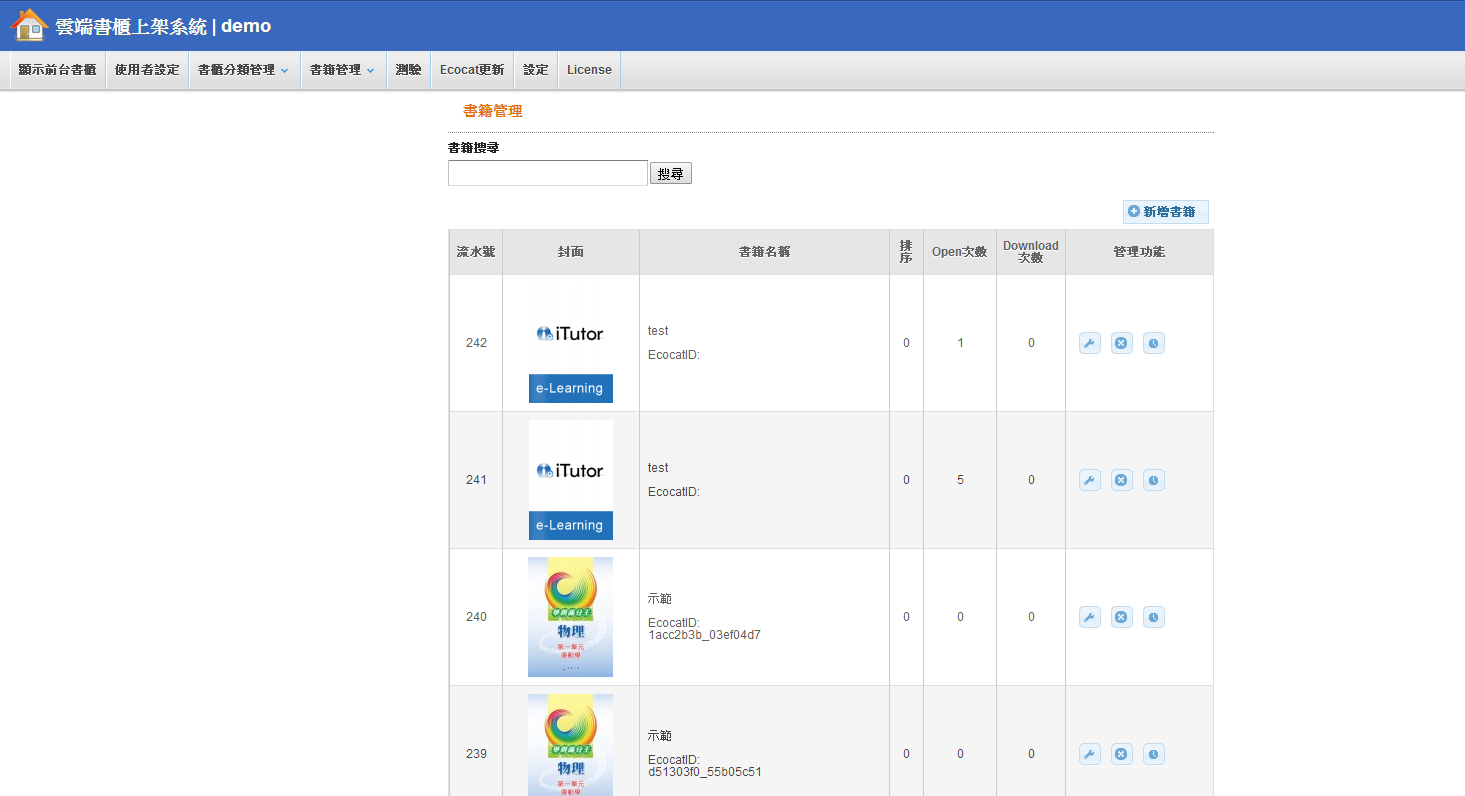 雲端書櫃上架系統 | demo
顯示前台書櫃 使用者設定 書櫃分類管理 書籍管理 測驗 Ecocat更新 設定 License
書籍管理
書籍搜尋
搜尋
新增書籍
流水號 封面 書籍名稱 排序 Open次數 Download次數 管理功能
242 0 1 0
iTutor
e-Learning
test
EcocatID:
241 0 5 0
iTutor
e-Learning
test
EcocatID:
240 0 0 0
學測滿分王
物理
第一單元
運動學
示範
EcocatID:
1acc2b3b_03ef04d7
239 0 0 0
學測滿分王
物理
第一單元
運動學
示範
EcocatID:
d51303f0_55b05c51